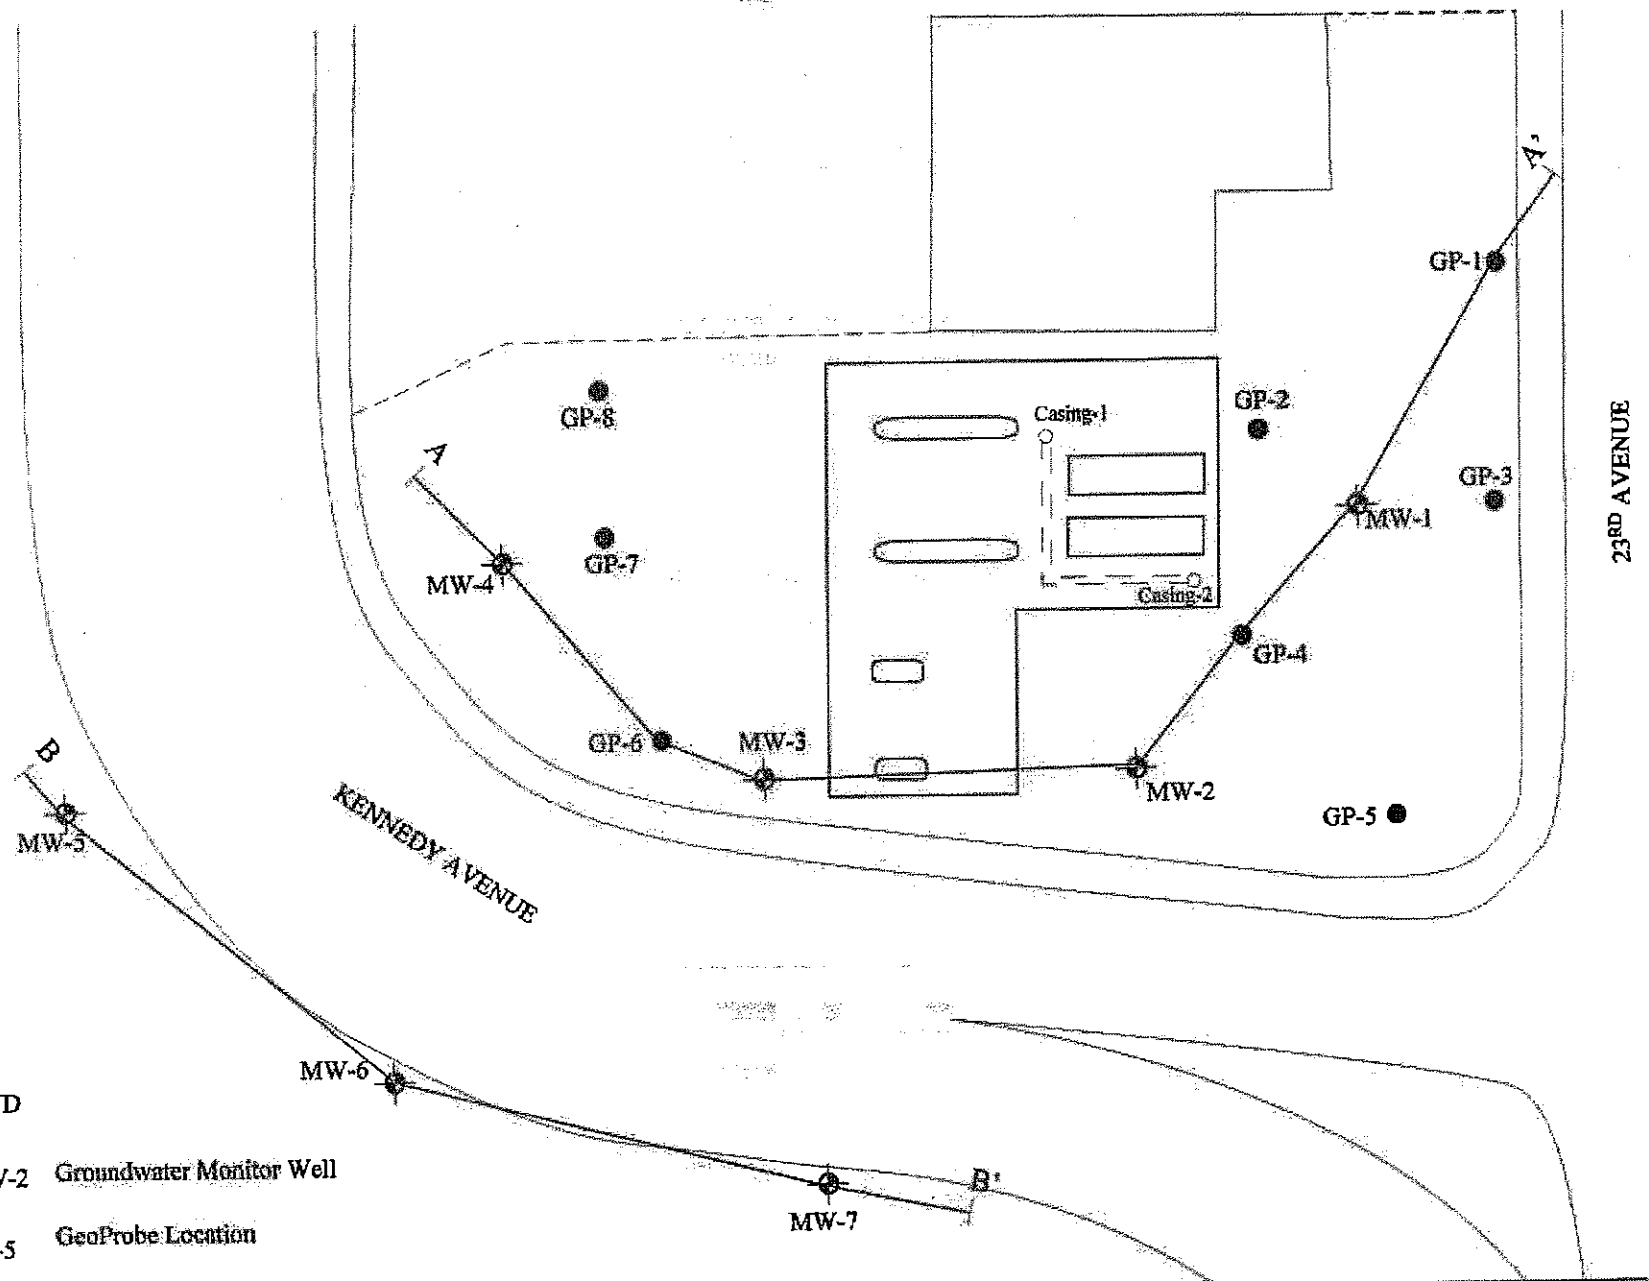 A'
GP-1
GP-2
GP-8
Casing-1
A
23RD AVENUE
GP-3
MW-1
GP-7
MW-4
Casing-2
GP-4
GP-6
MW-3
B
MW-2
GP-5
MW-5
KENNEDY AVENUE
MW-6
D
-2 Groundwater Monitor Well
B'
MW-7
-5 GeoProbe Location